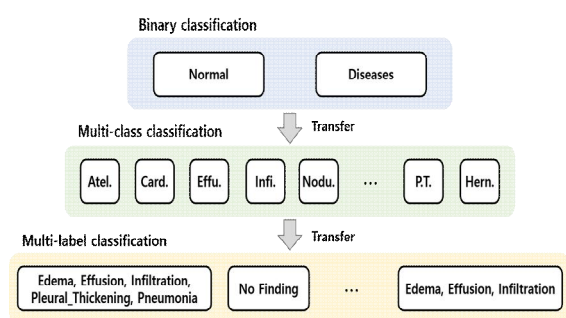 Binary classification
Normal
Diseases
Transfer
Multi-class classification
Atel.
Card.
Effu.
Infi.
Nodu.
...
P.T.
Hern.
Transfer
Multi-label classification
Edema, Effusion, Infiltration,
Pleural_Thickening, Pneumonia
No Finding
...
Edema, Effusion, Infiltration